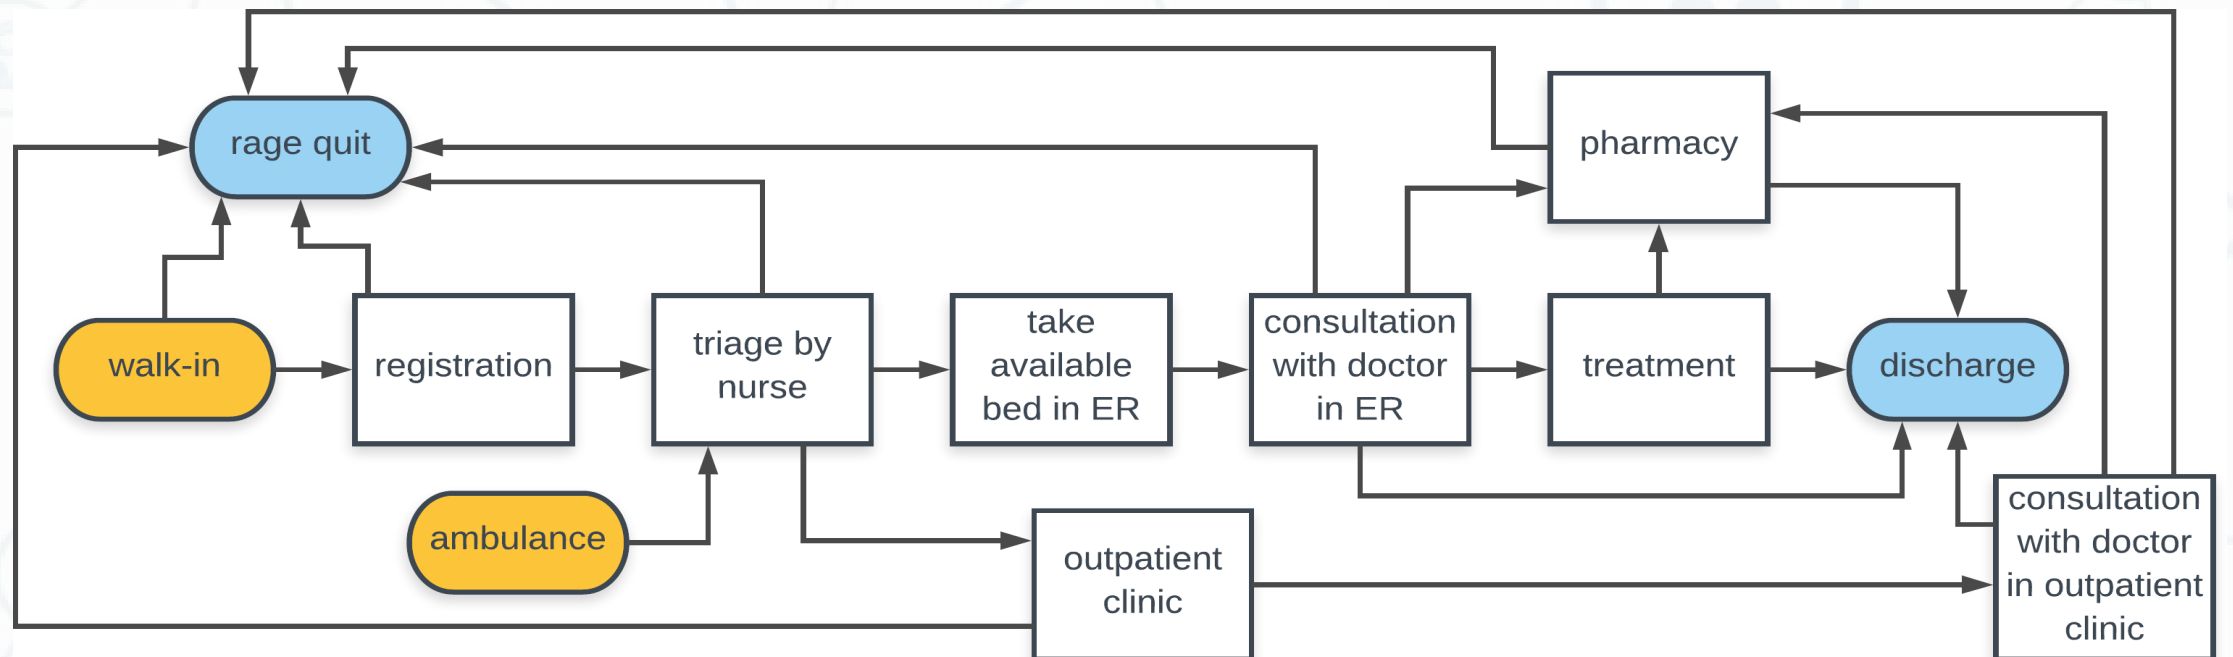 rage quit
pharmacy
walk-in
registration
triage by
nurse
take
available
bed in ER
consultation
with doctor
in ER
treatment
discharge
ambulance
outpatient
clinic
consultation
with doctor
in outpatient
clinic